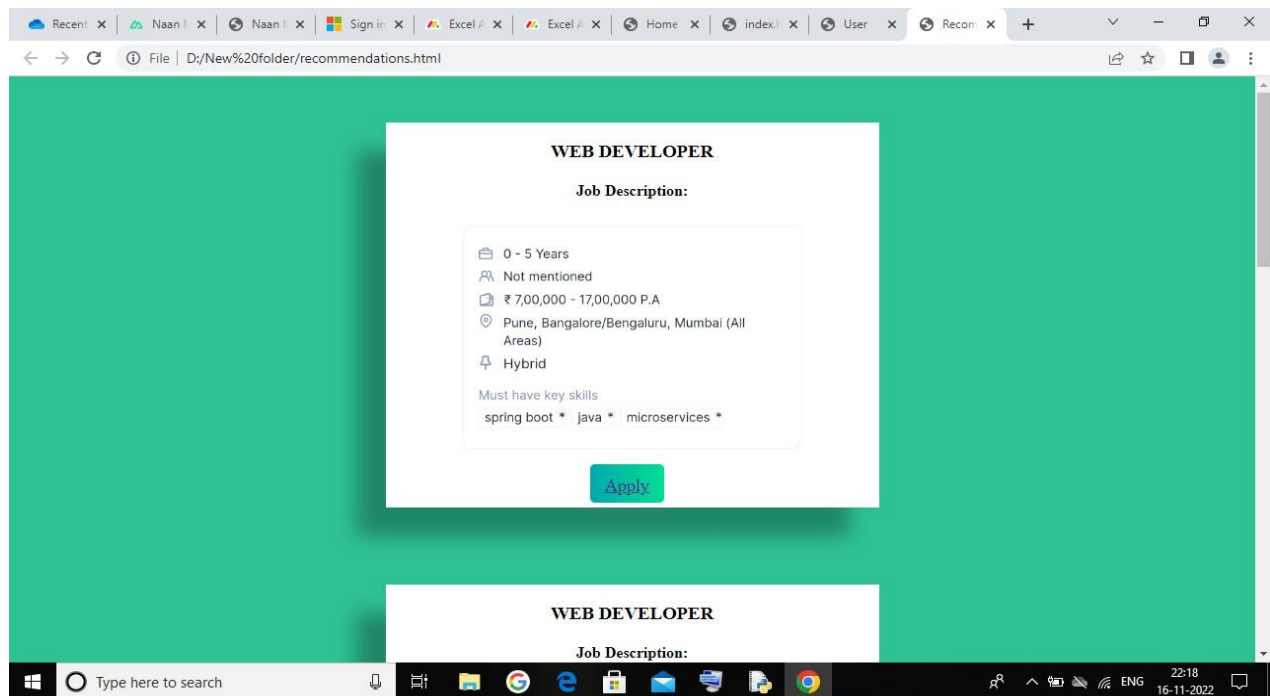 Recent
Naan
Naan
Sign in
Excel
Excel
Home
index.
User
Recom
File D:/New%20folder/recommendations.html
WEB DEVELOPER
Job Description:
0 - 5 Years
Not mentioned
₹ 7,00,000 - 17,00,000 P.A
Pune, Bangalore/Bengaluru, Mumbai (All
Areas)
Hybrid
Must have key skills
spring boot * java * microservices *
Apply
WEB DEVELOPER
Job Description:
Type here to search
ENG
22:18
16-11-2022